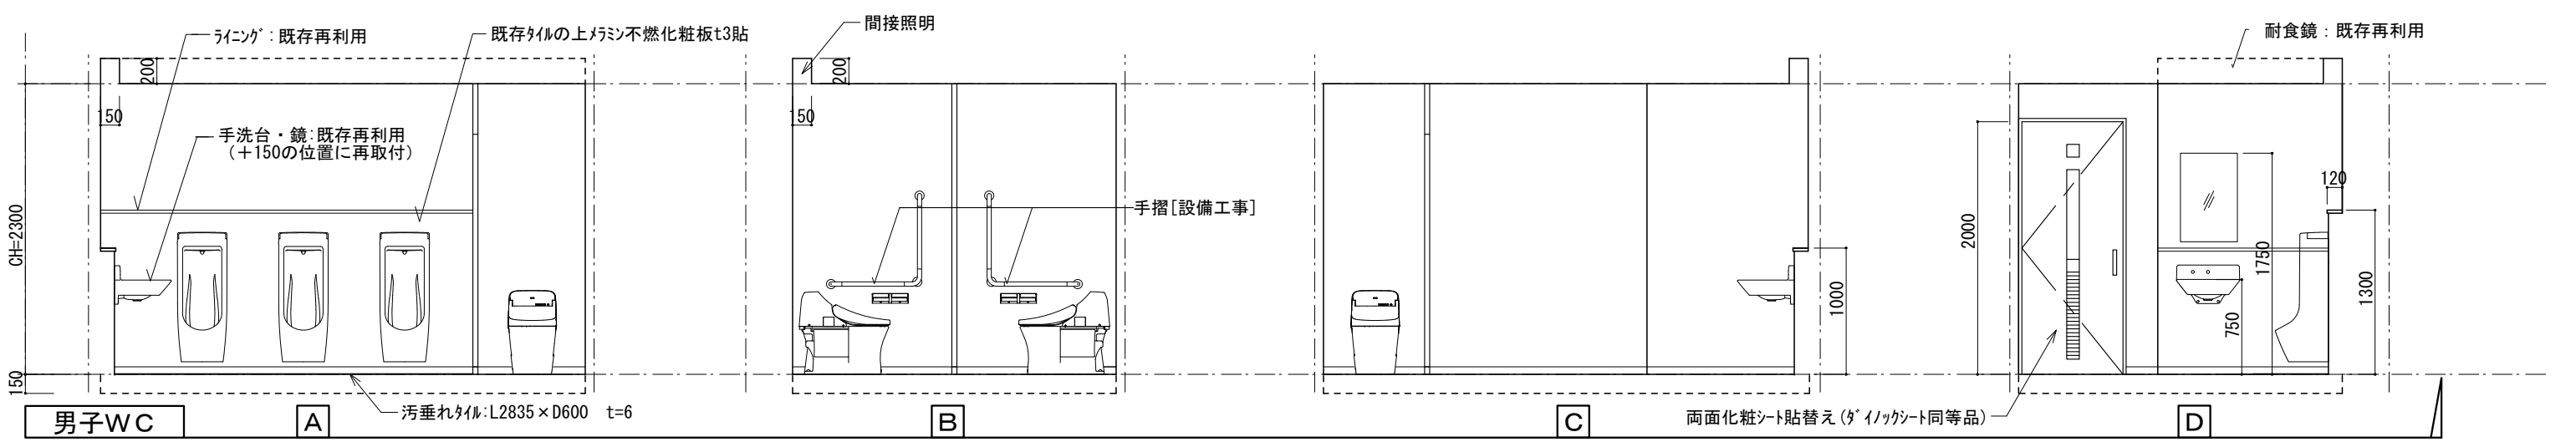 ﾗｲﾆﾝｸﾞ：既存再利用
既存ﾀｲﾙの上ﾒﾗﾐﾝ不燃化粧板t3貼
間接照明
耐食鏡：既存再利用
200
200
150
150
手洗台・鏡:既存再利用
（＋150の位置に再取付）
120
手摺[設備工事]
CH=2300
2000
1750
1300
1000
750
150
汚垂れﾀｲﾙ:L2835×D600 t=6
両面化粧ｼｰﾄ貼替え(ﾀﾞｲﾉｯｸｼｰﾄ同等品)
男子WC
A
B
C
D